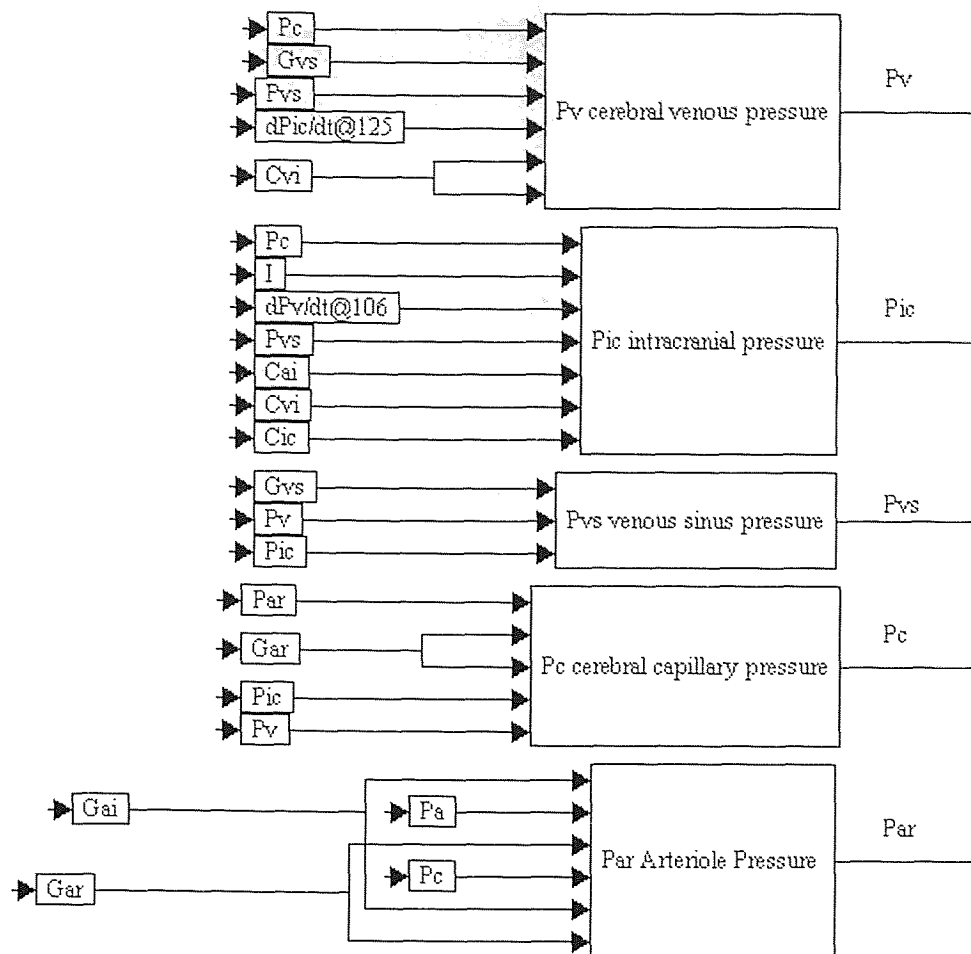 Pc
Gvs
Pvs
dPic/dt@125
Cvi
Pv cerebral venous pressure
Pv
Pc
I
dPv/dt@106
Pvs
Cai
Cvi
Cic
Pic intracranial pressure
Pic
Gvs
Pv
Pic
Pvs venous sinus pressure
Pvs
Par
Gar
Pic
Pv
Pc cerebral capillary pressure
Pc
Gai
Gar
Pa
Pc
Par Arteriole Pressure
Par